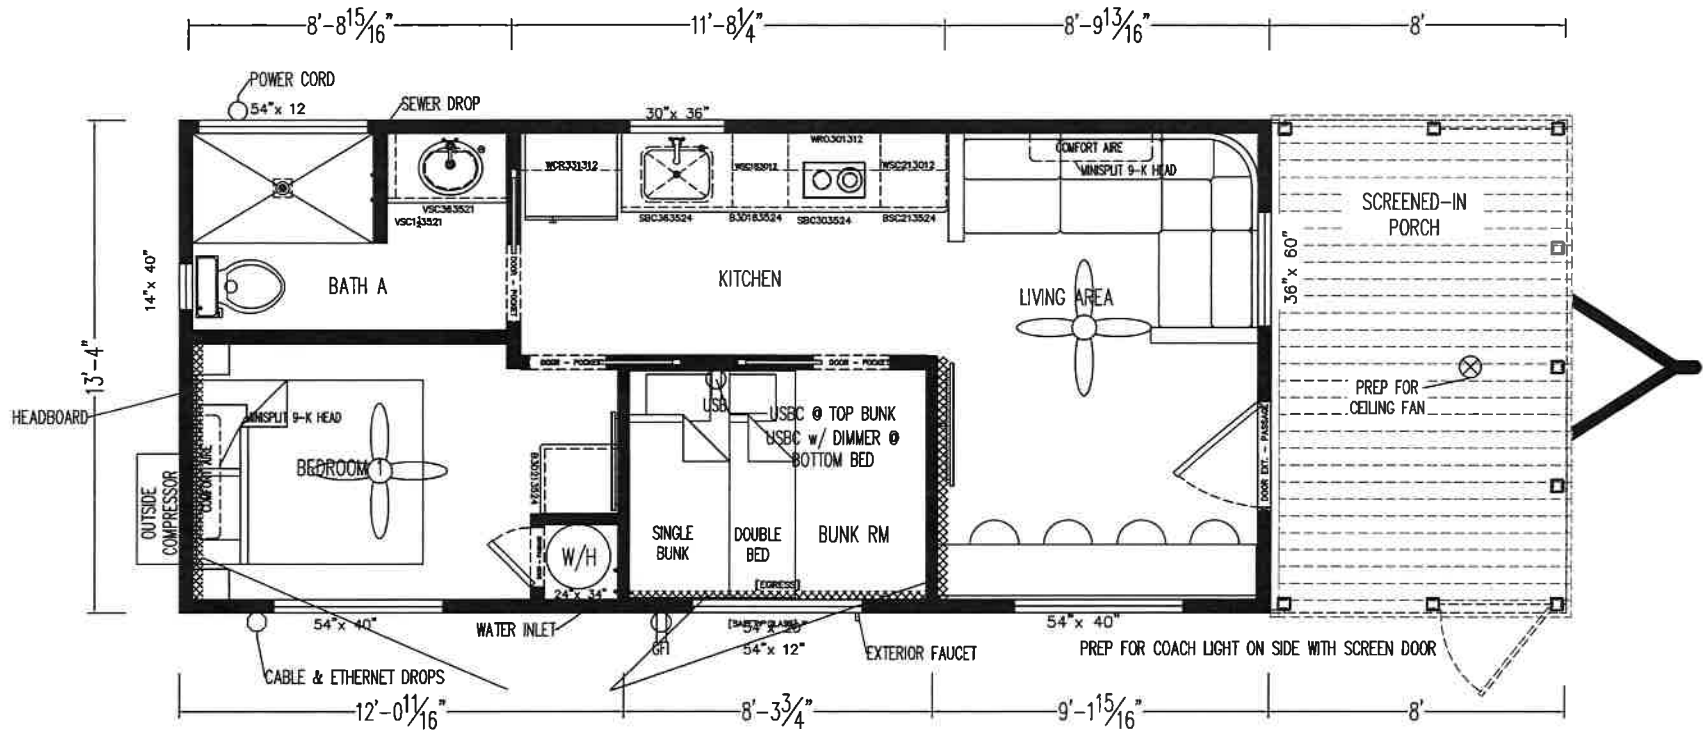 8'-8 15/16"
11'-8 1/4"
8'-9 13/16"
8'
POWER CORD
54"x 12
SEWER DROP
30"x 36"
WCR331312
WSC183012
WRO301312
WSC213012
COMFORT AIRE
MINISPLIT 9-K HEAD
SCREENED-IN
PORCH
VSC363521
SBC363524
B3D183524
SBC303524
BSC213524
14"x 40"
BATH A
DOOR - POCKET
KITCHEN
LIVING AREA
36"x 60"
13'-4"
DOOR - POCKET
DOOR - POCKET
HEADBOARD
MINISPLIT 9-K HEAD
USBC @ TOP BUNK
USBC w/ DIMMER @
BOTTOM BED
PREP FOR
CEILING FAN
DOOR EXT. - PASSAGE
BEDROOM 1
COMFORT AIRE
B3D213524
OUTSIDE
COMPRESSOR
SINGLE
BUNK
DOUBLE
BED
BUNK RM
W/H
24"x 34"
[EGRESS]
54"x 40"
WATER INLET
GFI
54"x 12"
EXTERIOR FAUCET
54"x 40"
PREP FOR COACH LIGHT ON SIDE WITH SCREEN DOOR
CABLE & ETHERNET DROPS
12'-0 11/16"
8'-3 3/4"
9'-1 15/16"
8'